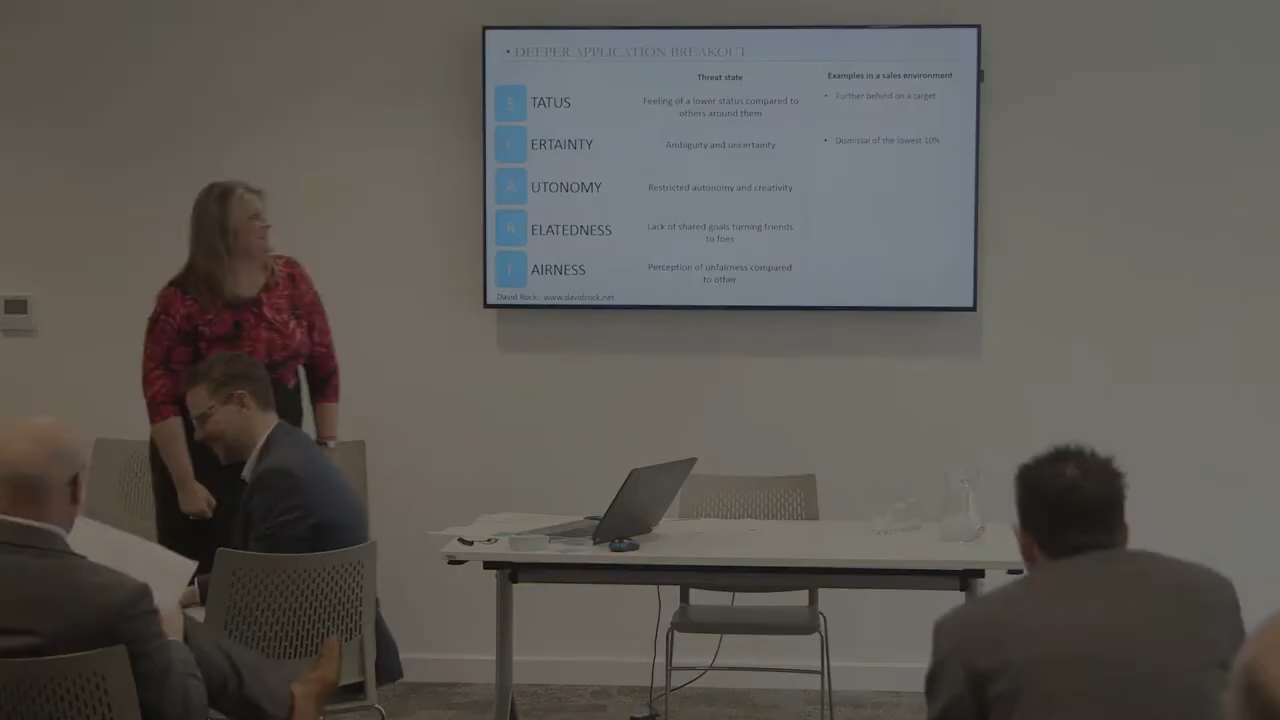 • DEEPER APPLICATION BREAKOUT
Threat state
Examples in a sales environment
S TATUS
Feeling of a lower status compared to
others around them
• Further behind on a target
C ERTAINTY
Ambiguity and uncertainty
• Dismissal of the lowest 10%
A UTONOMY
Restricted autonomy and creativity
R ELATEDNESS
Lack of shared goals turning friends
to foes
F AIRNESS
Perception of unfairness compared
to other
David Rock: www.davidrock.net